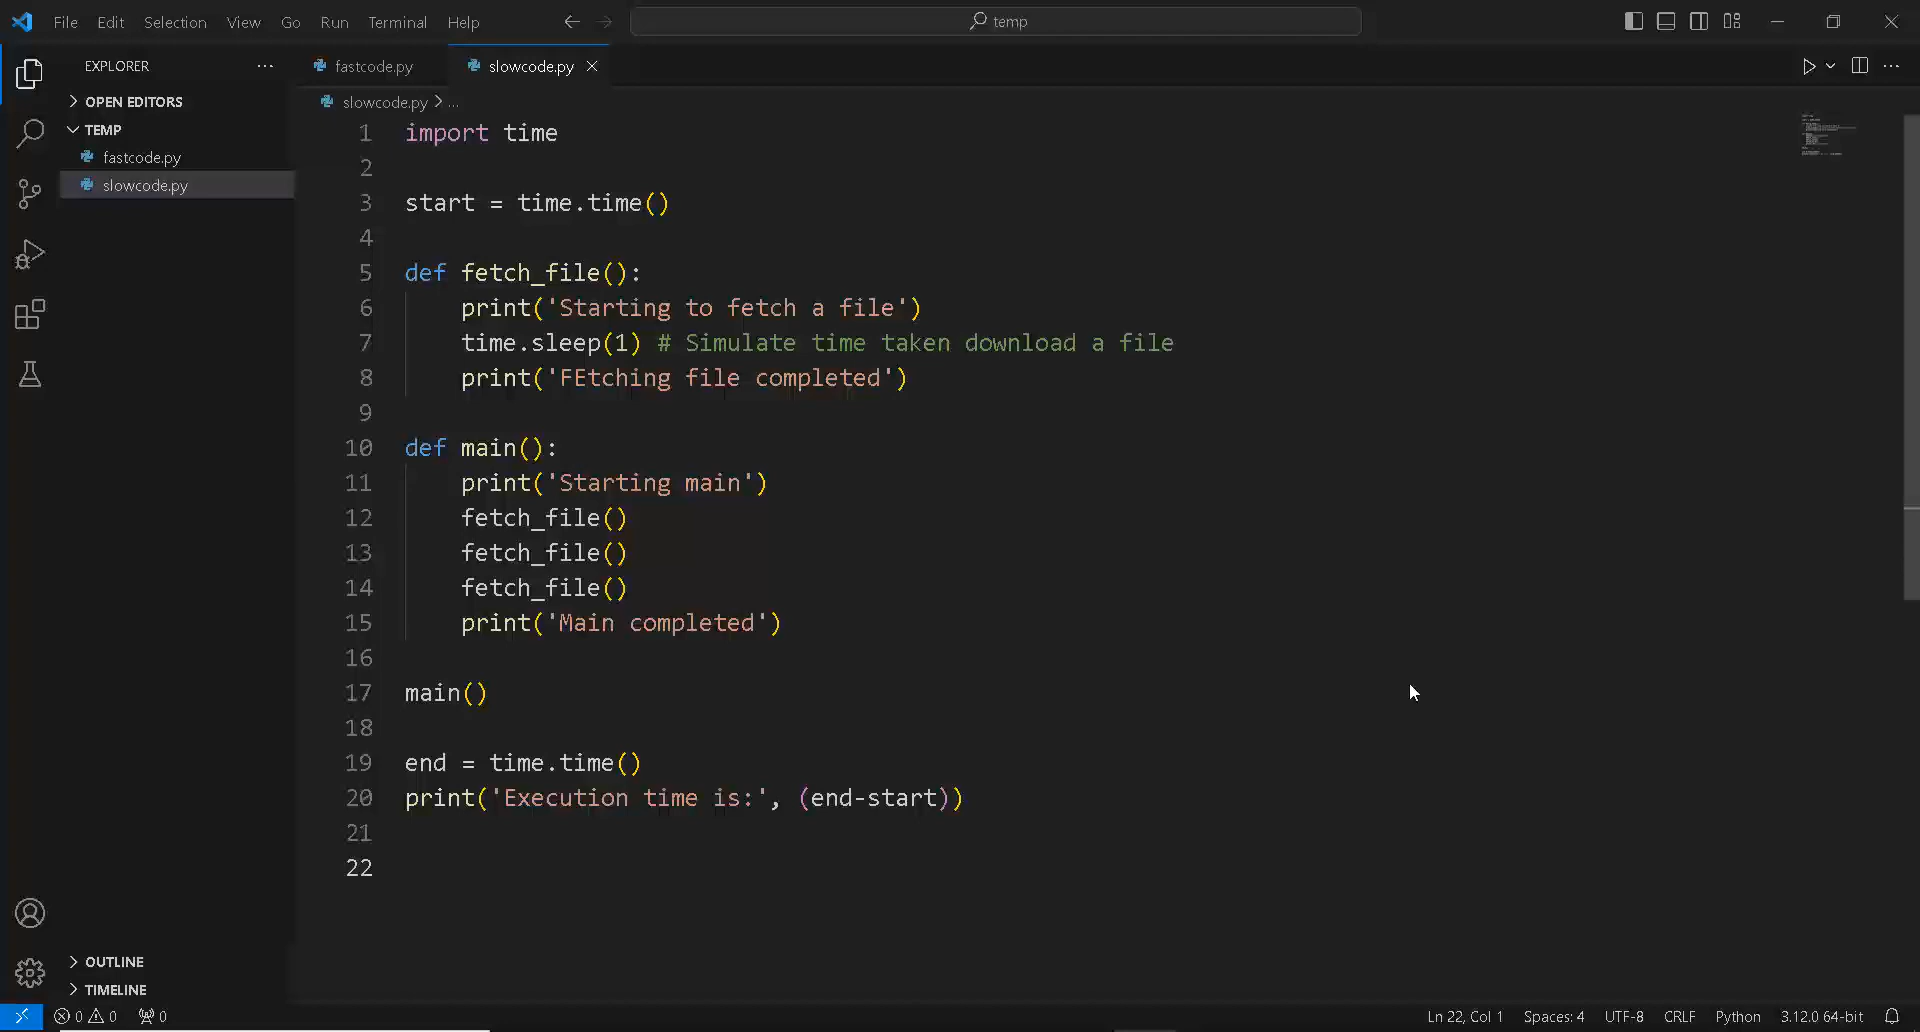 File Edit Selection View Go Run Terminal Help temp
EXPLORER ...
fastcode.py slowcode.py
OPEN EDITORS
TEMP
fastcode.py
slowcode.py
slowcode.py > ...
1 import time
2
3 start = time.time()
4
5 def fetch_file():
6 print('Starting to fetch a file')
7 time.sleep(1) # Simulate time taken download a file
8 print('FEtching file completed')
9
10 def main():
11 print('Starting main')
12 fetch_file()
13 fetch_file()
14 fetch_file()
15 print('Main completed')
16
17 main()
18
19 end = time.time()
20 print('Execution time is:', (end-start))
21
22
OUTLINE
TIMELINE
0 0 0 Ln 22, Col 1 Spaces: 4 UTF-8 CRLF Python 3.12.0 64-bit